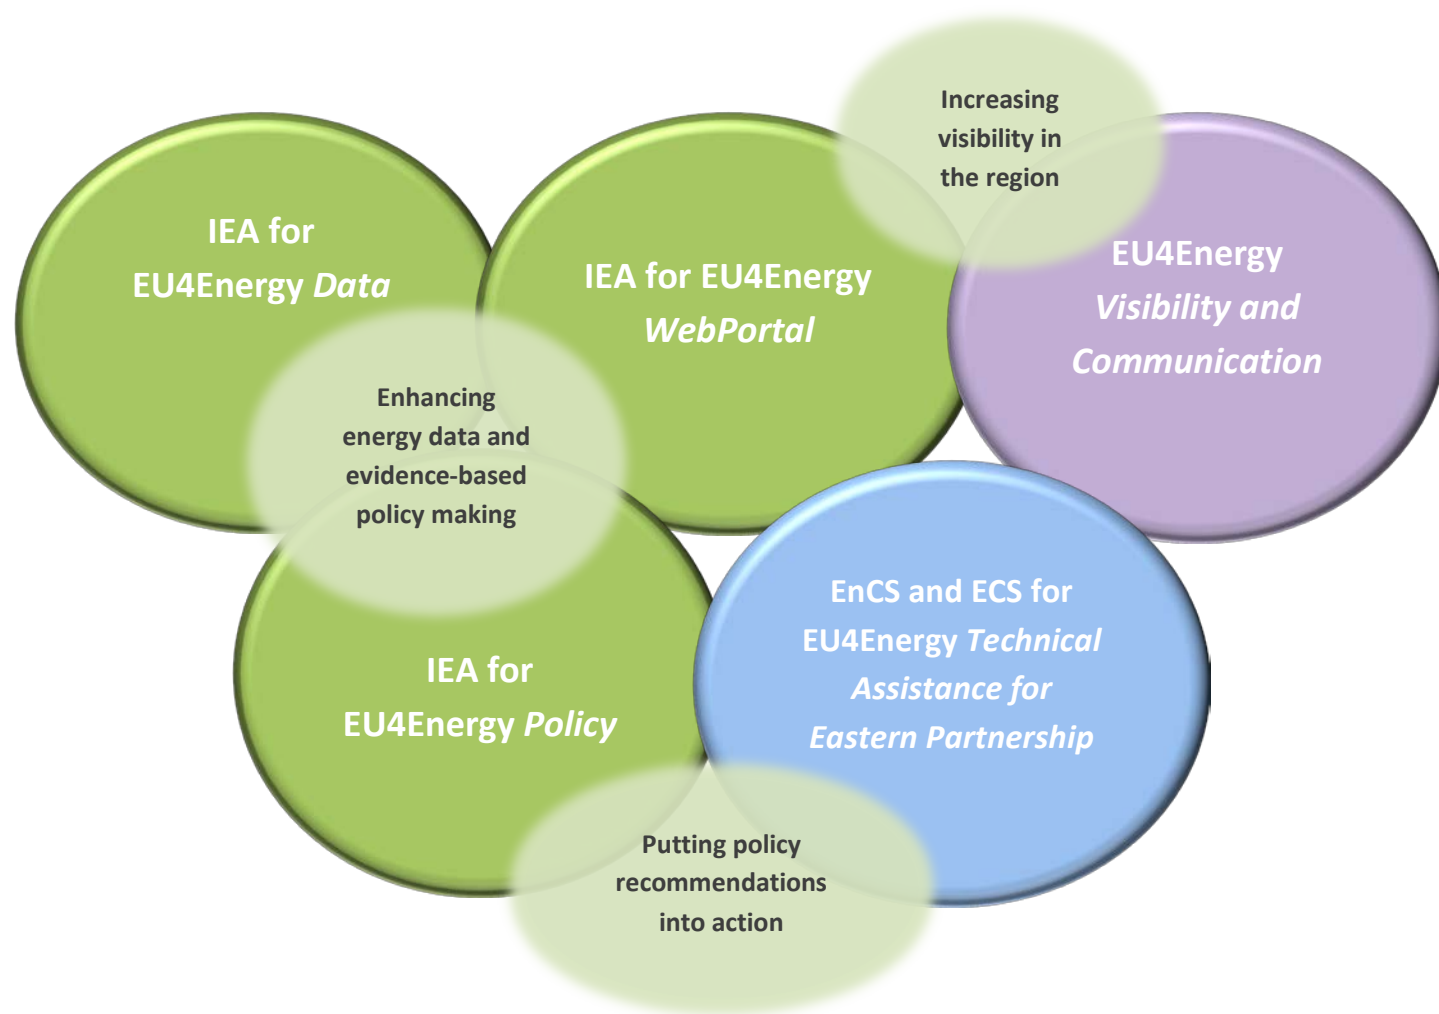 IEA for
EU4Energy Data
Enhancing
energy data and
evidence-based
policy making
IEA for EU4Energy
WebPortal
Increasing
visibility in
the region
EU4Energy
Visibility and
Communication
IEA for
EU4Energy Policy
EnCS and ECS for
EU4Energy Technical
Assistance for
Eastern Partnership
Putting policy
recommendations
into action